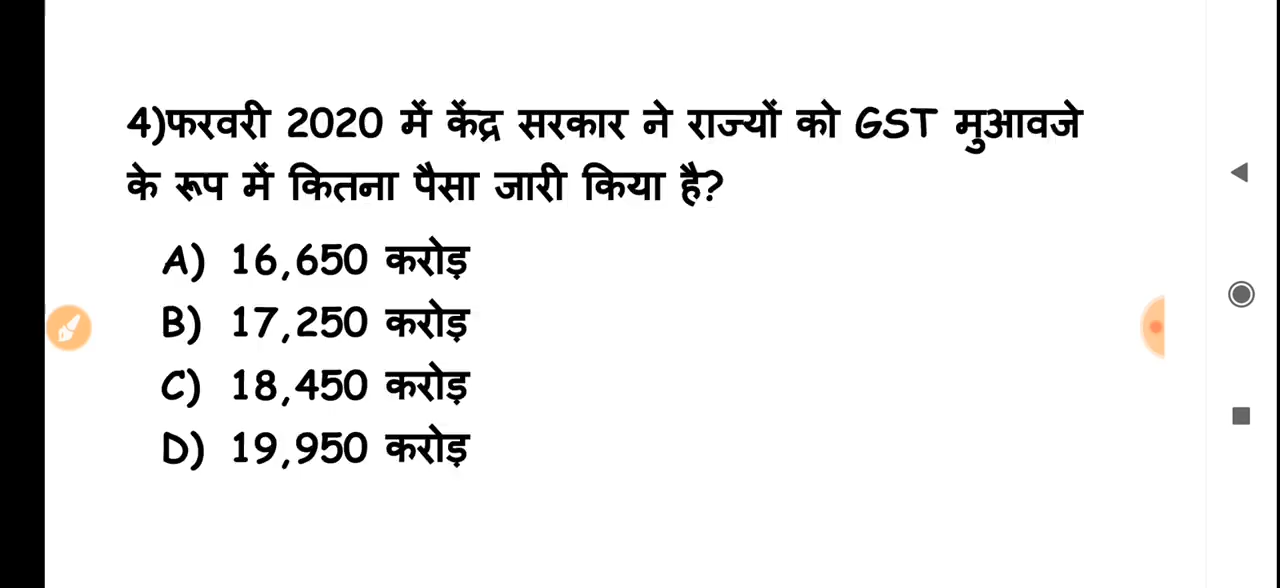 4)फरवरी 2020 में केंद्र सरकार ने राज्यों को GST मुआवजे
के रूप में कितना पैसा जारी किया है?
A) 16,650 करोड़
B) 17,250 करोड़
C) 18,450 करोड़
D) 19,950 करोड़